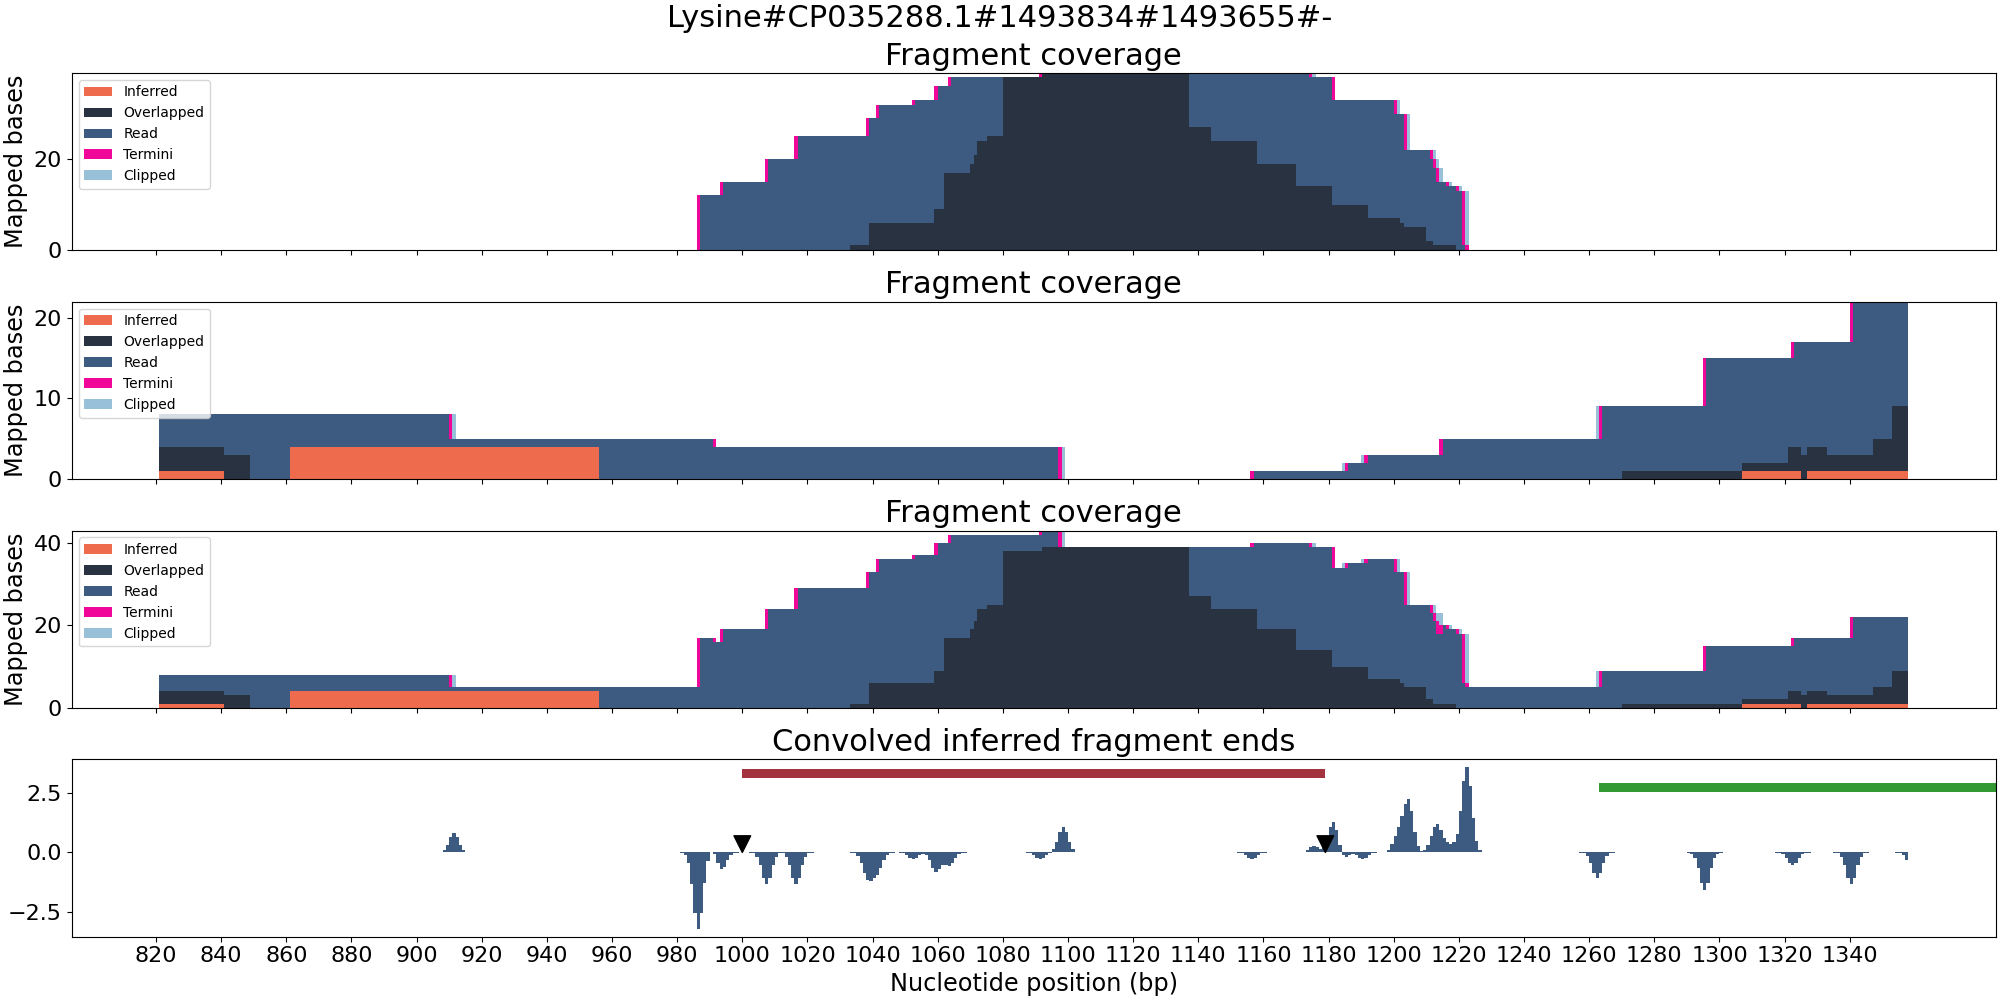 Lysine#CP035288.1#1493834#1493655#-
Fragment coverage
Mapped bases
20
0
Inferred
Overlapped
Read
Termini
Clipped
Fragment coverage
Mapped bases
20
10
0
Inferred
Overlapped
Read
Termini
Clipped
Fragment coverage
Mapped bases
40
20
0
Inferred
Overlapped
Read
Termini
Clipped
Convolved inferred fragment ends
2.5
0.0
−2.5
820 840 860 880 900 920 940 960 980 1000 1020 1040 1060 1080 1100 1120 1140 1160 1180 1200 1220 1240 1260 1280 1300 1320 1340
Nucleotide position (bp)